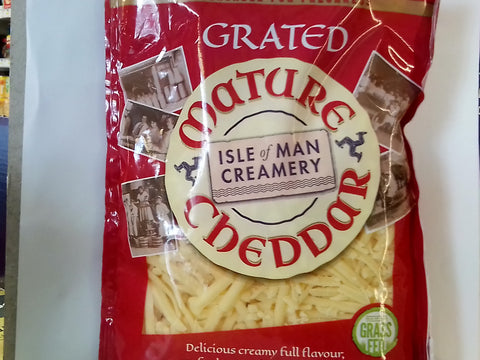 GRATED
MATURE
ISLE of MAN
CREAMERY
CHEDDAR
GRASS
FED
Delicious creamy full flavour,